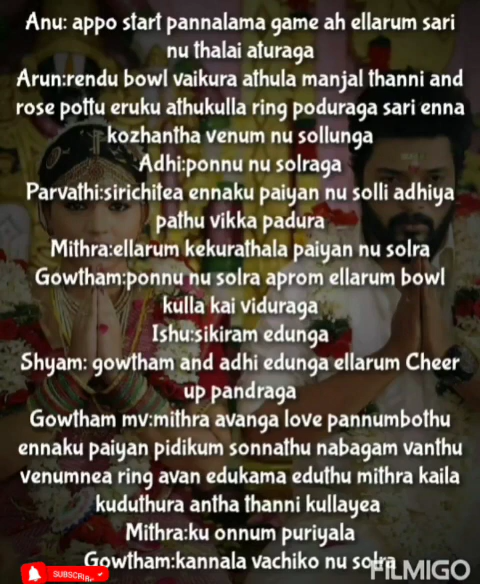 Anu: appo start pannalama game ah ellarum sari
nu thalai aturaga
Arun:rendu bowl vaikura athula manjal thanni and
rose pottu eruku athukulla ring poduraga sari enna
kozhantha venum nu sollunga
Adhi:ponnu nu solraga
Parvathi:sirichitea ennaku paiyan nu solli adhiya
pathu vikka padura
Mithra:ellarum kekurathala paiyan nu solra
Gowtham:ponnu nu solra aprom ellarum bowl
kulla kai viduraga
Ishu:sikiram edunga
Shyam: gowtham and adhi edunga ellarum Cheer
up pandraga
Gowtham mv:mithra avanga love pannumbothu
ennaku paiyan pidikum sonnathu nabagam vanthu
venumnea ring avan edukama eduthu mithra kaila
kuduthura antha thanni kullayea
Mithra:ku onnum puriyala
Gowtham:kannala vachiko nu solra
FILMIGO
SUBSCRIBE